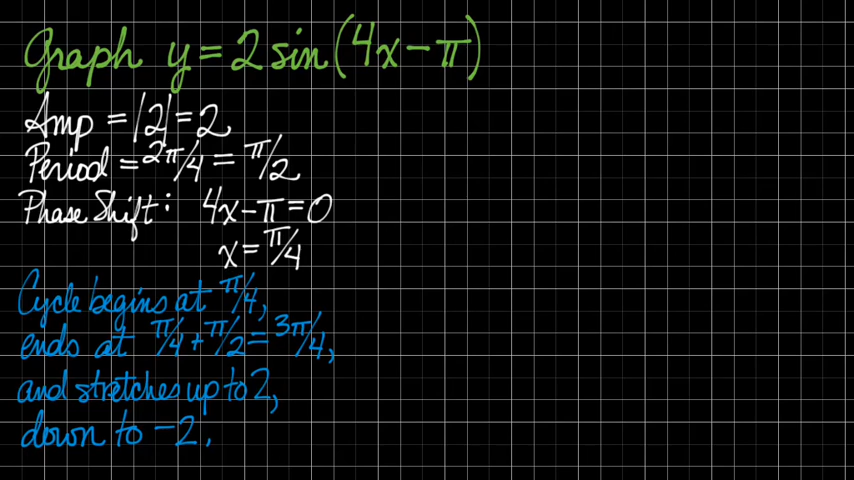 Graph y = 2 sin(4x - π)
Amp = |2| = 2
Period = 2π/4 = π/2
Phase Shift: 4x - π = 0
x = π/4
Cycle begins at π/4,
ends at π/4 + π/2 = 3π/4,
and stretches up to 2,
down to -2.